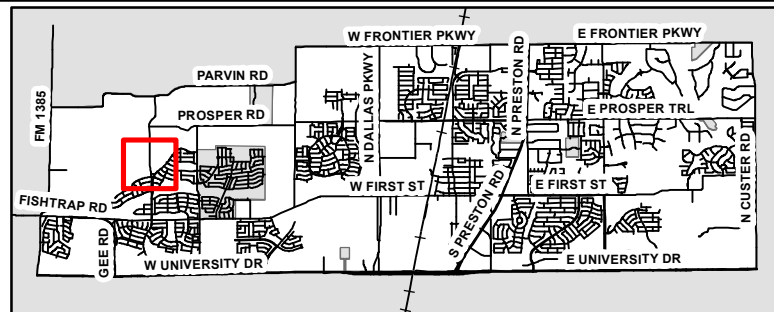 W FRONTIER PKWY
E FRONTIER PKWY
PARVIN RD
FM 1385
PROSPER RD
N DALLAS PKWY
N PRESTON RD
E PROSPER TRL
N CUSTER RD
W FIRST ST
E FIRST ST
S PRESTON RD
FISHTRAP RD
GEE RD
W UNIVERSITY DR
E UNIVERSITY DR